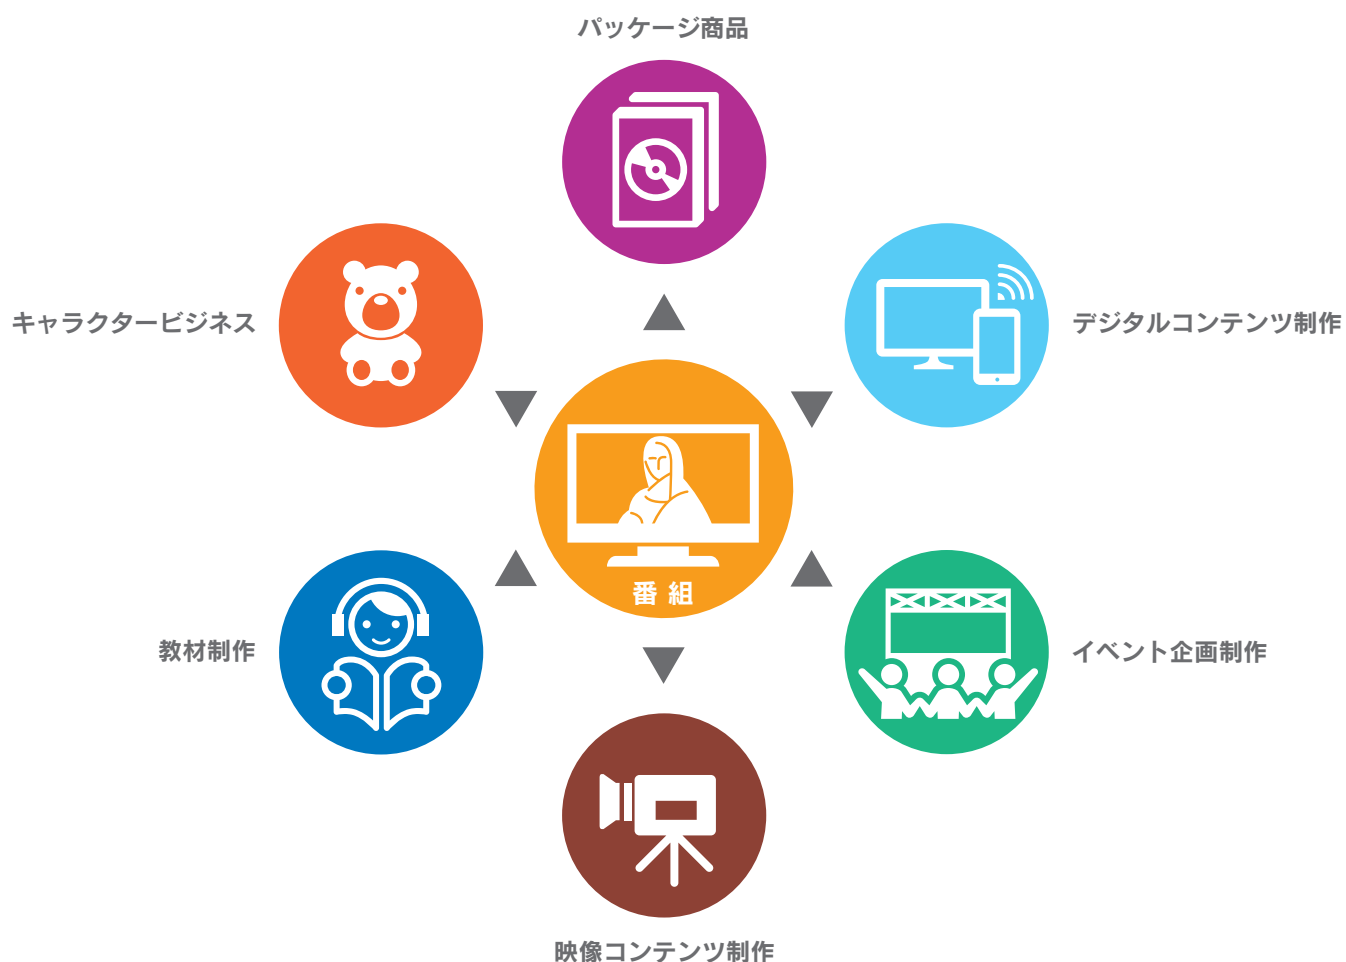 パッケージ商品
キャラクタービジネス
デジタルコンテンツ制作
番組
教材制作
イベント企画制作
映像コンテンツ制作